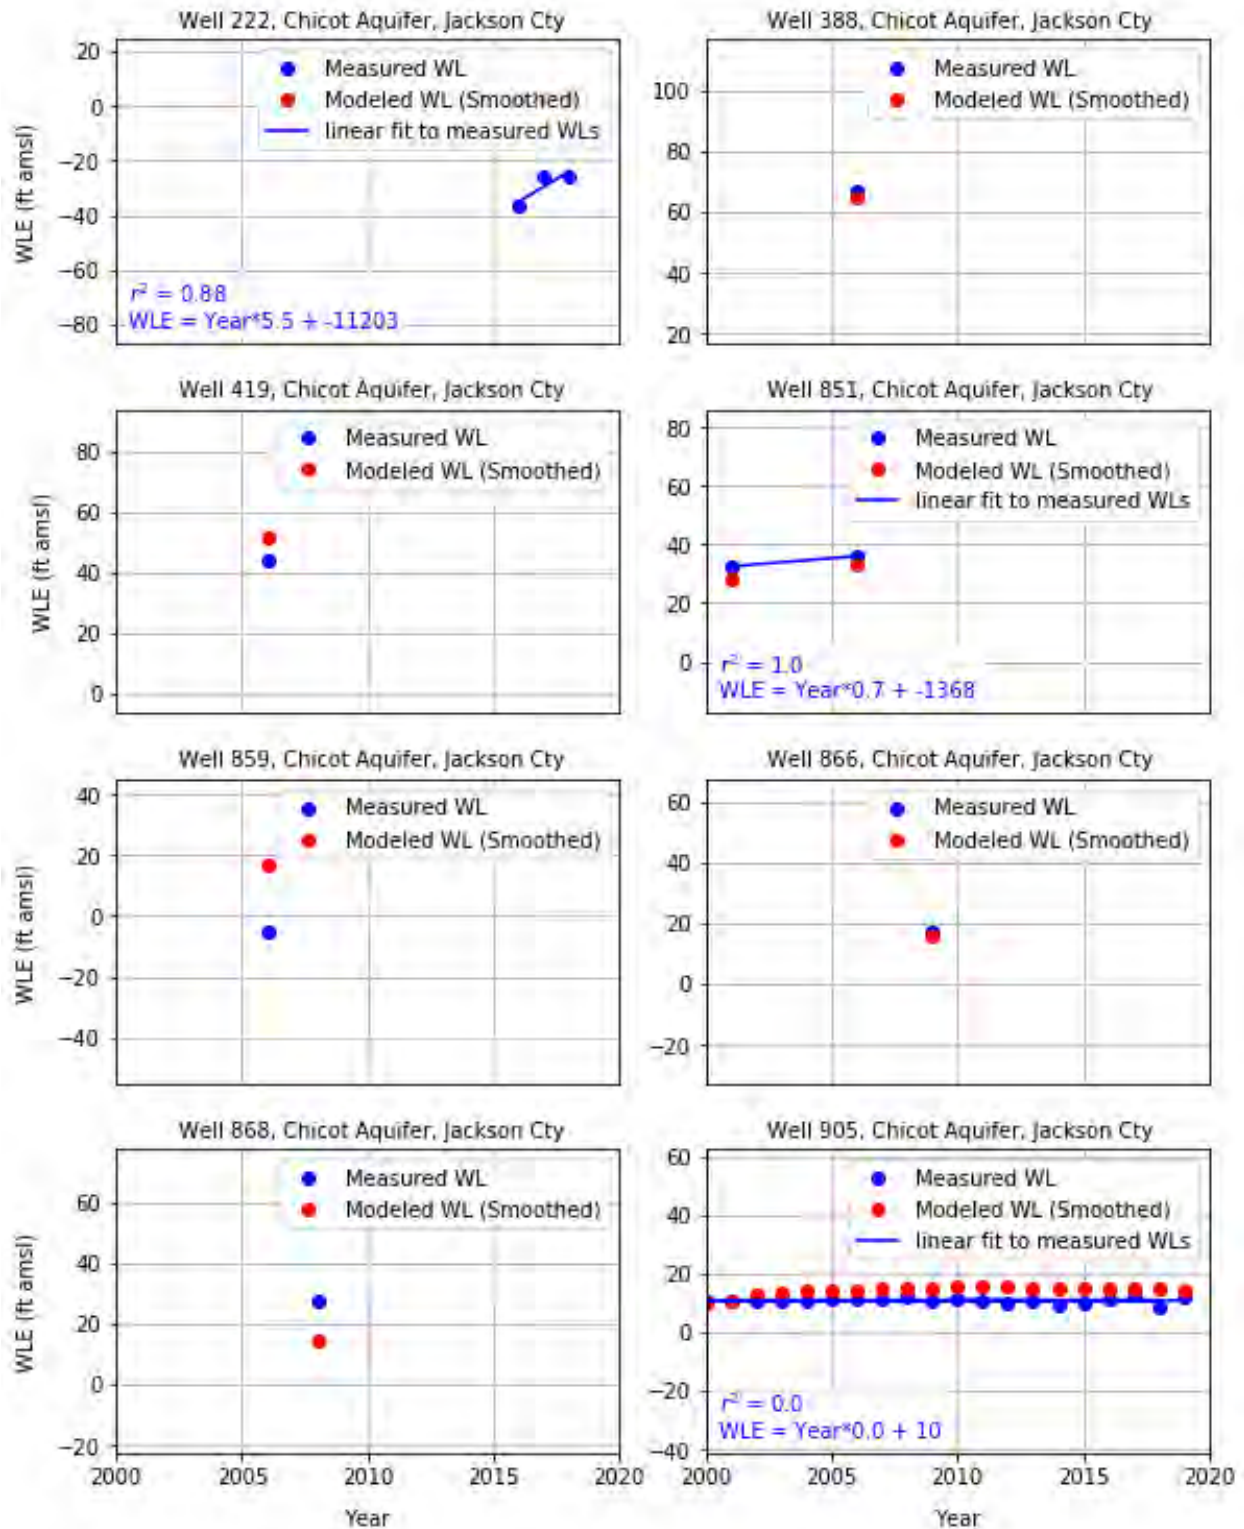 Well 222, Chicot Aquifer, Jackson Cty
20
0
−20
−40
−60
−80
WLE (ft amsl)
Measured WL
Modeled WL (Smoothed)
linear fit to measured WLs
r² = 0.88
WLE = Year*5.5 + -11203
Well 388, Chicot Aquifer, Jackson Cty
100
80
60
40
20
Measured WL
Modeled WL (Smoothed)
Well 419, Chicot Aquifer, Jackson Cty
80
60
40
20
0
WLE (ft amsl)
Measured WL
Modeled WL (Smoothed)
Well 851, Chicot Aquifer, Jackson Cty
80
60
40
20
0
Measured WL
Modeled WL (Smoothed)
linear fit to measured WLs
r² = 1.0
WLE = Year*0.7 + -1368
Well 859, Chicot Aquifer, Jackson Cty
40
20
0
−20
−40
WLE (ft amsl)
Measured WL
Modeled WL (Smoothed)
Well 866, Chicot Aquifer, Jackson Cty
60
40
20
0
−20
Measured WL
Modeled WL (Smoothed)
Well 868, Chicot Aquifer, Jackson Cty
60
40
20
0
−20
WLE (ft amsl)
Measured WL
Modeled WL (Smoothed)
2000 2005 2010 2015 2020
Year
Well 905, Chicot Aquifer, Jackson Cty
60
40
20
0
−20
−40
Measured WL
Modeled WL (Smoothed)
linear fit to measured WLs
r² = 0.0
WLE = Year*0.0 + 10
2000 2005 2010 2015 2020
Year